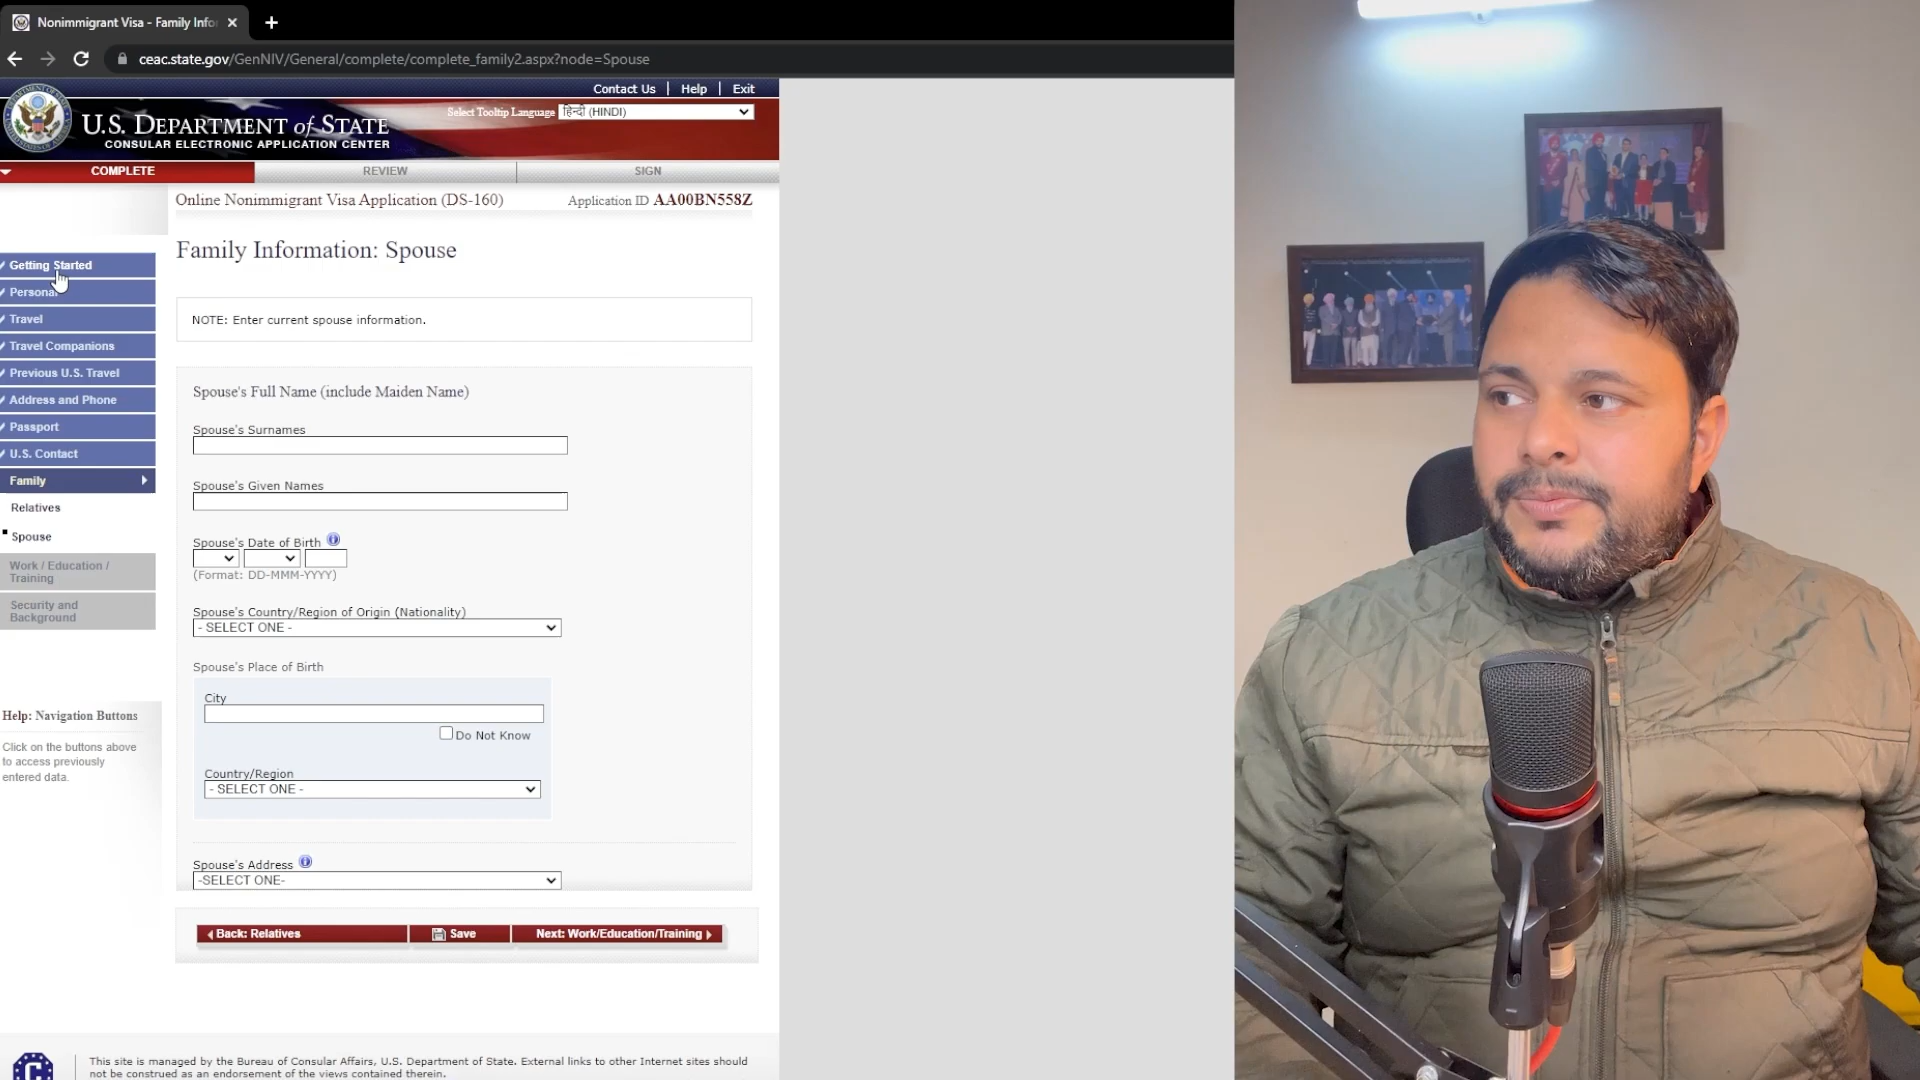 Nonimmigrant Visa - Family Info
ceac.state.gov/GenNIV/General/complete/complete_family2.aspx?node=Spouse
Contact Us | Help | Exit
Select Tooltip Language हिन्दी (HINDI)
U.S. DEPARTMENT of STATE
CONSULAR ELECTRONIC APPLICATION CENTER
COMPLETE REVIEW SIGN
Online Nonimmigrant Visa Application (DS-160) Application ID AA00BN558Z
Family Information: Spouse
Getting Started
Personal
Travel
Travel Companions
Previous U.S. Travel
Address and Phone
Passport
U.S. Contact
Family
Relatives
Spouse
Work / Education /
Training
Security and
Background
Help: Navigation Buttons
Click on the buttons above
to access previously
entered data.
NOTE: Enter current spouse information.
Spouse's Full Name (include Maiden Name)
Spouse's Surnames
Spouse's Given Names
Spouse's Date of Birth
(Format: DD-MMM-YYYY)
Spouse's Country/Region of Origin (Nationality)
- SELECT ONE -
Spouse's Place of Birth
City
Do Not Know
Country/Region
- SELECT ONE -
Spouse's Address
-SELECT ONE-
Back: Relatives Save Next: Work/Education/Training
This site is managed by the Bureau of Consular Affairs, U.S. Department of State. External links to other Internet sites should
not be construed as an endorsement of the views contained therein.